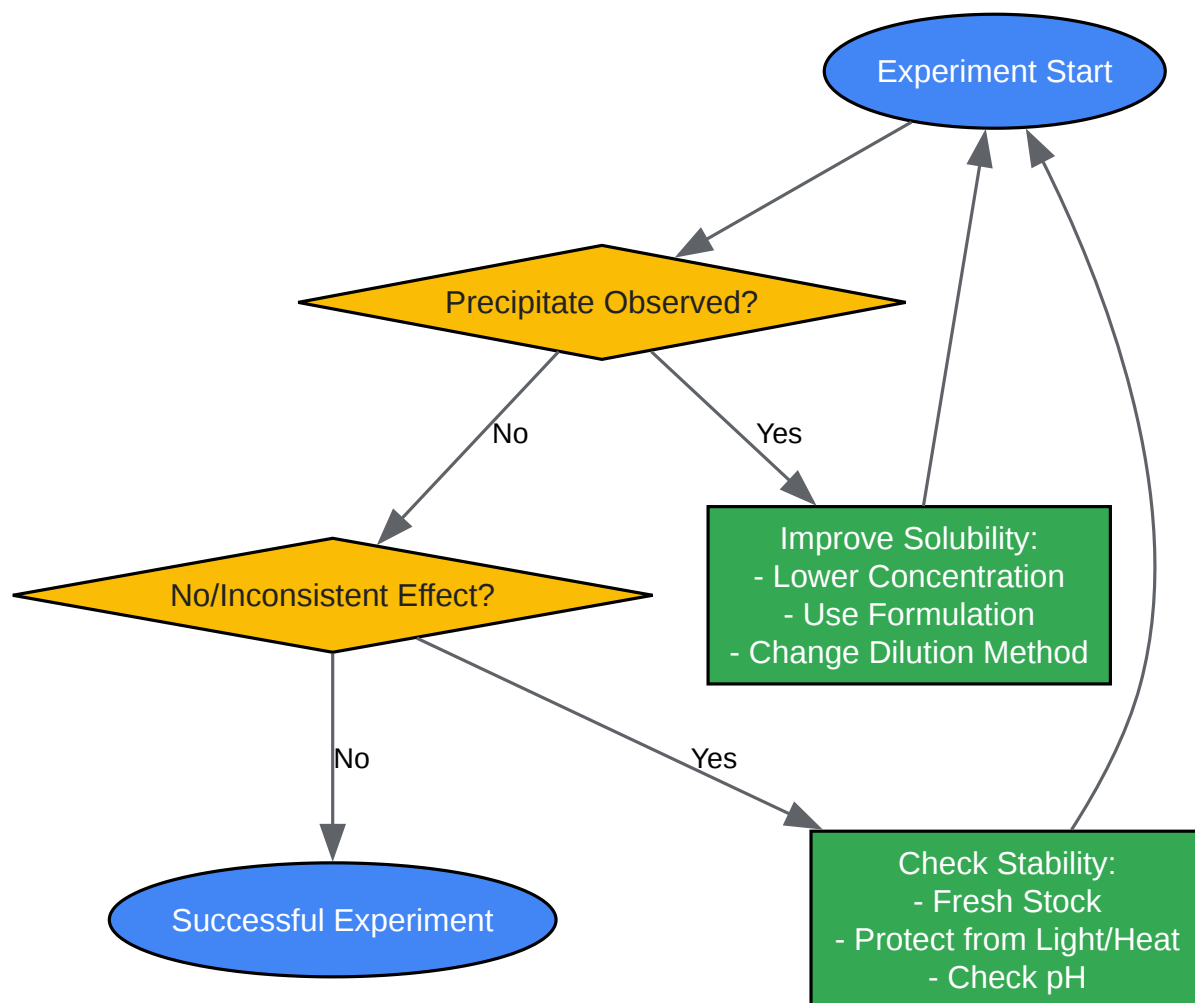 Experiment Start
Precipitate Observed?
No
Yes
Improve Solubility:
- Lower Concentration
- Use Formulation
- Change Dilution Method
No/Inconsistent Effect?
No
Yes
Check Stability:
- Fresh Stock
- Protect from Light/Heat
- Check pH
Successful Experiment